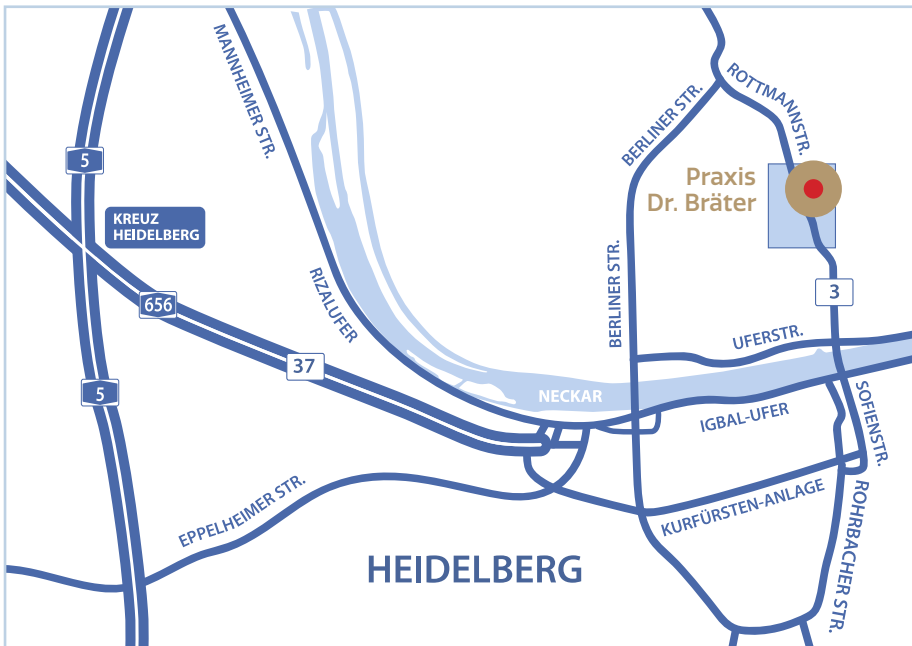 MANNHEIMER STR.
ROTTMANNSTR.
BERLINER STR.
5
Praxis
Dr. Bräter
KREUZ
HEIDELBERG
BERLINER STR.
RIZALUFER
656
3
37
UFERSTR.
5
NECKAR
IGBAL-UFER
SOFIENSTR.
EPPELHEIMER STR.
KURFÜRSTEN-ANLAGE
ROHRBACHER STR.
HEIDELBERG